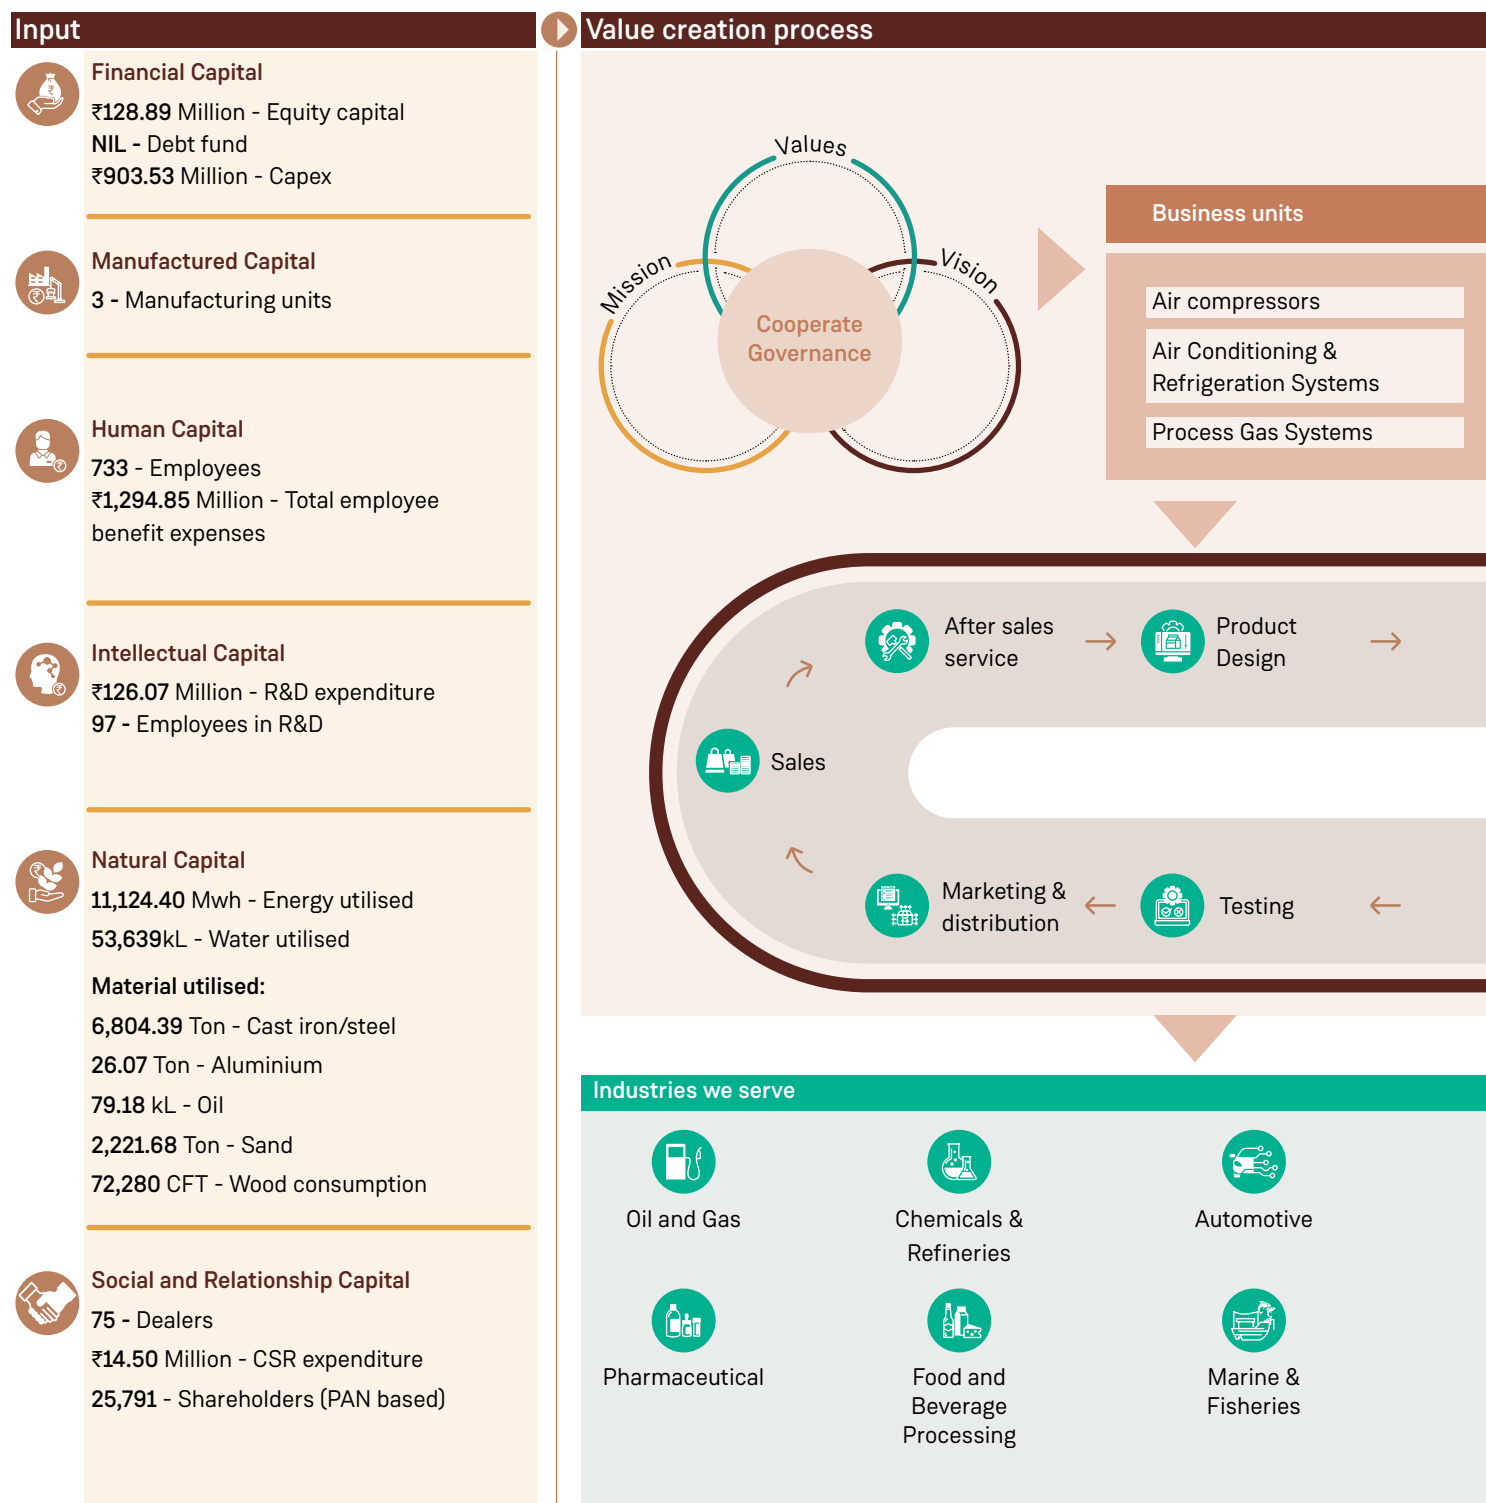 Input
Financial Capital
₹128.89 Million - Equity capital
NIL - Debt fund
₹903.53 Million - Capex
Manufactured Capital
3 - Manufacturing units
Human Capital
733 - Employees
₹1,294.85 Million - Total employee
benefit expenses
Intellectual Capital
₹126.07 Million - R&D expenditure
97 - Employees in R&D
Natural Capital
11,124.40 Mwh - Energy utilised
53,639kL - Water utilised
Material utilised:
6,804.39 Ton - Cast iron/steel
26.07 Ton - Aluminium
79.18 kL - Oil
2,221.68 Ton - Sand
72,280 CFT - Wood consumption
Social and Relationship Capital
75 - Dealers
₹14.50 Million - CSR expenditure
25,791 - Shareholders (PAN based)
Value creation process
Values
Mission
Vision
Cooperate
Governance
Business units
Air compressors
Air Conditioning &
Refrigeration Systems
Process Gas Systems
After sales
service
Product
Design
Sales
Marketing &
distribution
Testing
Industries we serve
Oil and Gas
Chemicals &
Refineries
Automotive
Pharmaceutical
Food and
Beverage
Processing
Marine &
Fisheries